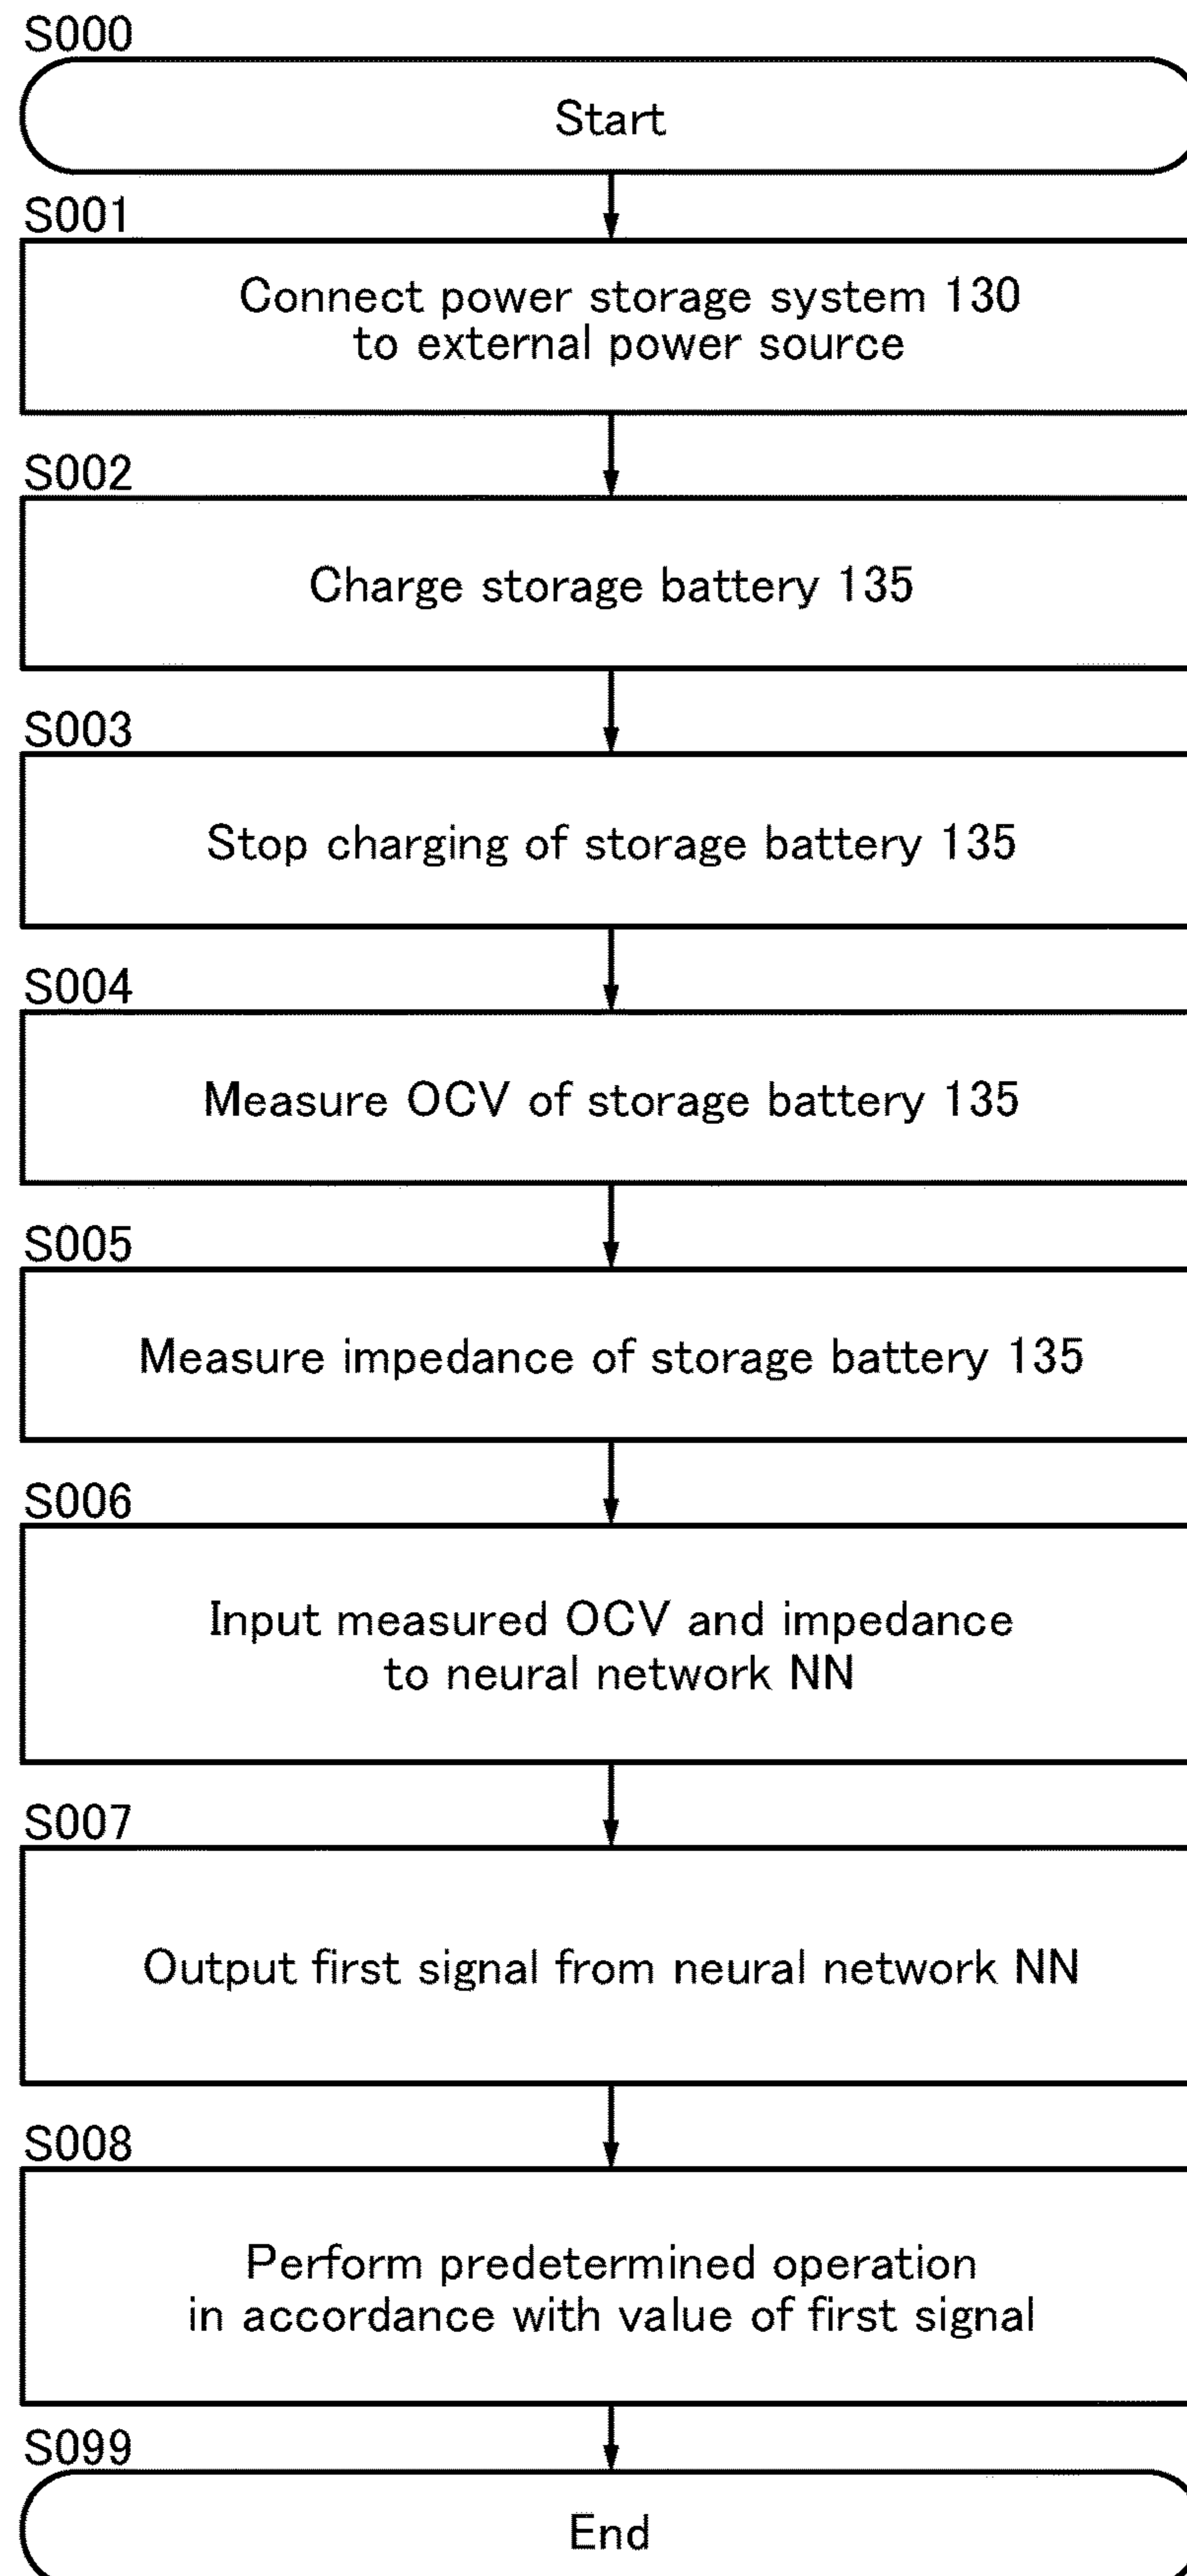 S000
Start
S001
Connect power storage system 130
to external power source
S002
Charge storage battery 135
S003
Stop charging of storage battery 135
S004
Measure OCV of storage battery 135
S005
Measure impedance of storage battery 135
S006
Input measured OCV and impedance
to neural network NN
S007
Output first signal from neural network NN
S008
Perform predetermined operation
in accordance with value of first signal
S099
End